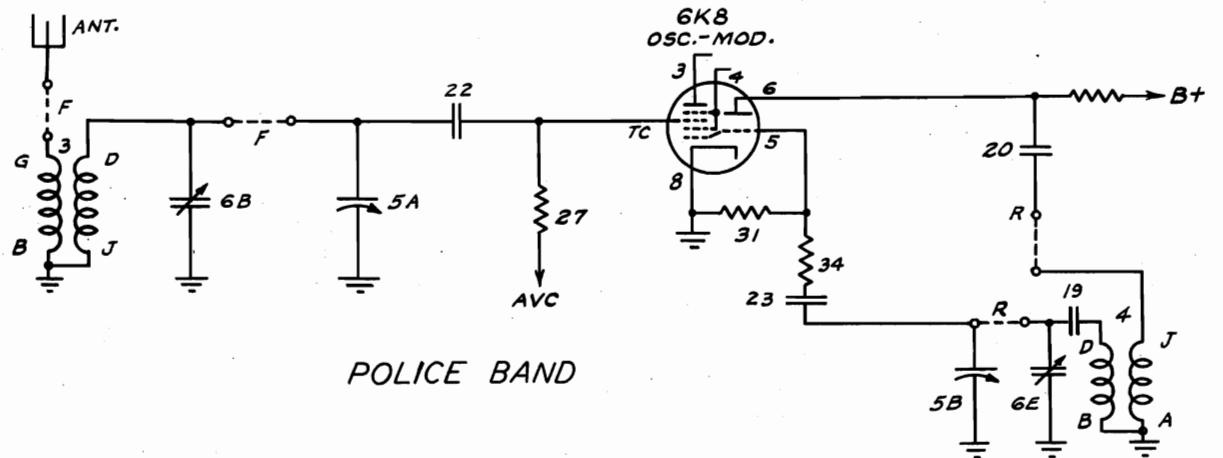 ANT.
6K8
OSC.-MOD.
3
4
6
B+
F
22
G
3
D
F
TC
5
20
6B
5A
8
R
27
31
B
J
34
AVC
23
R
19
4
J
D
POLICE BAND
5B
6E
B
A